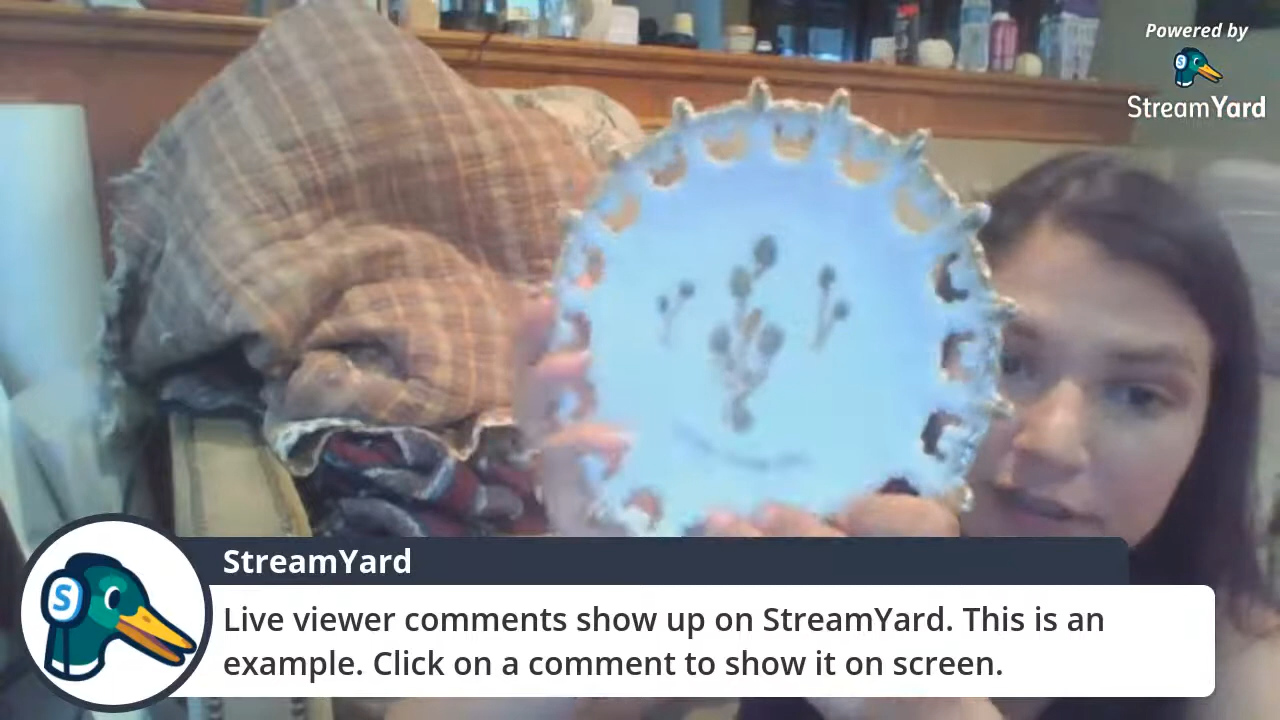 Powered by
StreamYard
StreamYard
Live viewer comments show up on StreamYard. This is an
example. Click on a comment to show it on screen.